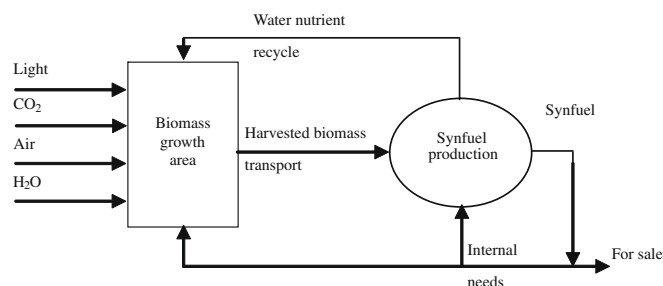 Water nutrient
recycle
Light
CO₂
Air
H₂O
Biomass
growth
area
Harvested biomass
transport
Synfuel
production
Synfuel
Internal
needs
For sale